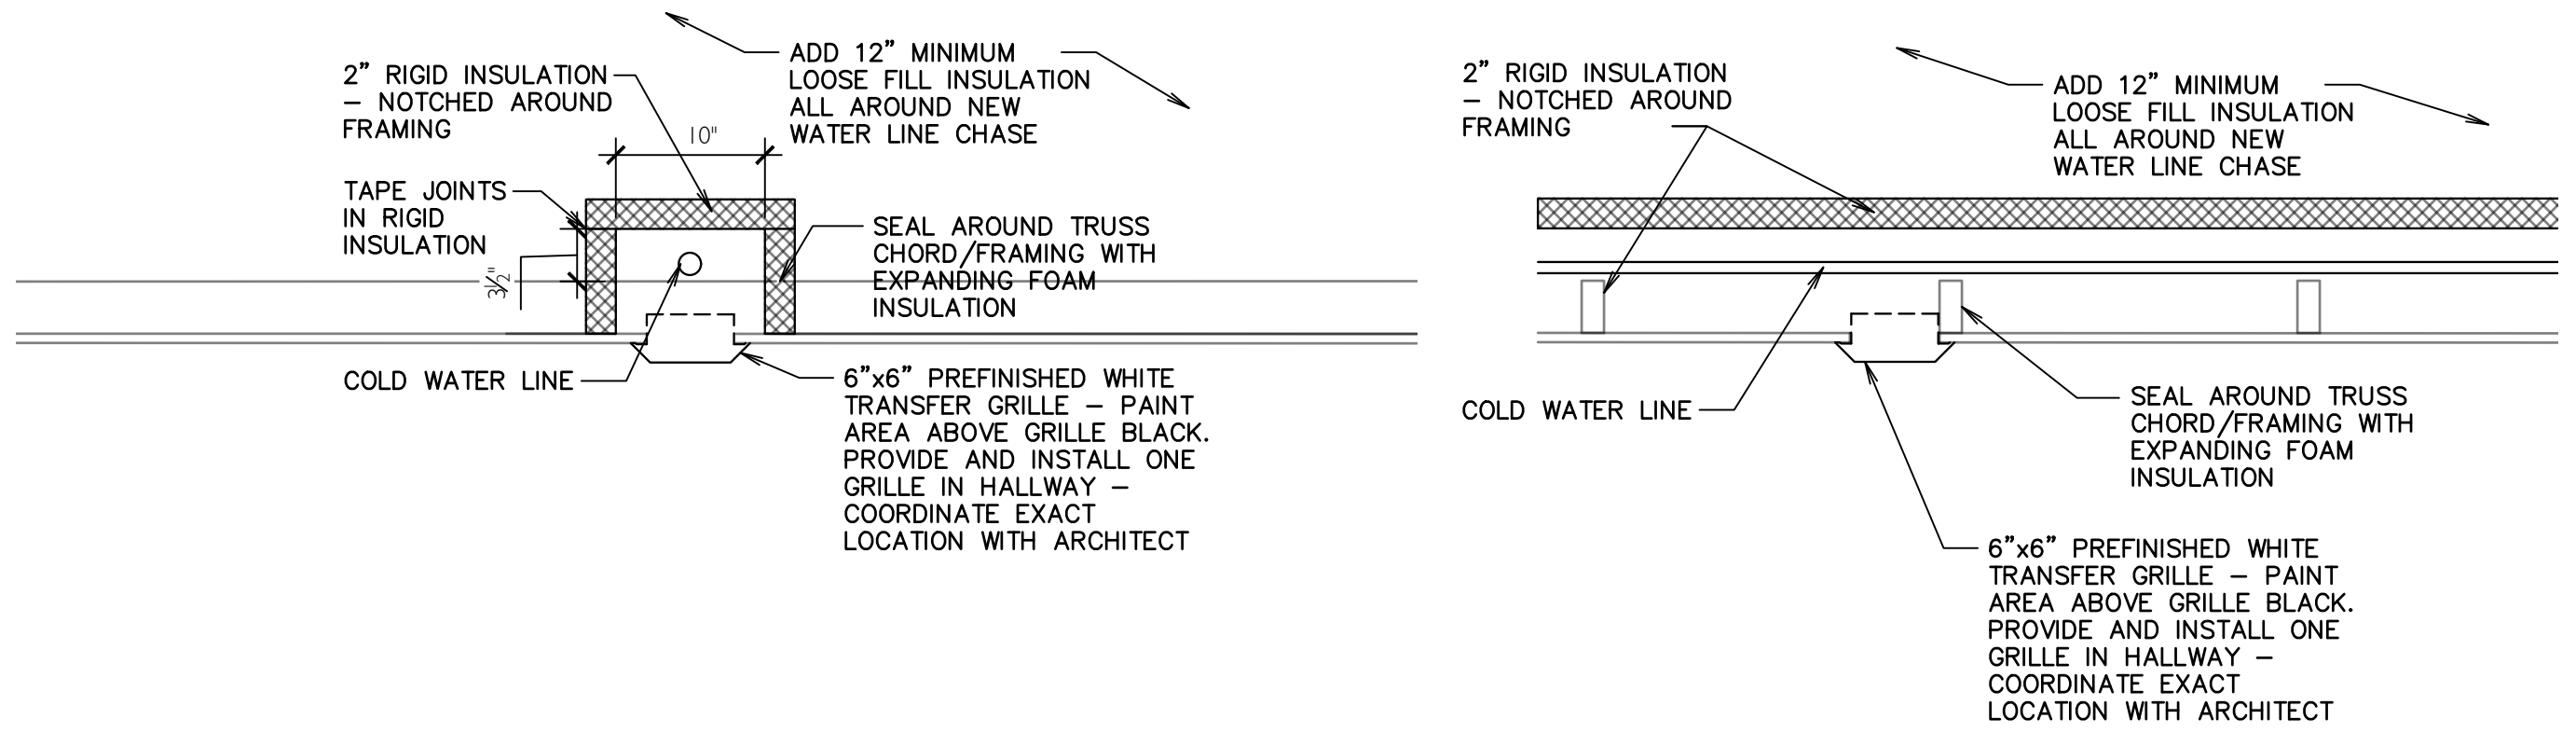 ADD 12” MINIMUM
LOOSE FILL INSULATION
ALL AROUND NEW
WATER LINE CHASE
2” RIGID INSULATION
– NOTCHED AROUND
FRAMING
10"
TAPE JOINTS
IN RIGID
INSULATION
3½"
SEAL AROUND TRUSS
CHORD/FRAMING WITH
EXPANDING FOAM
INSULATION
COLD WATER LINE
6”x6” PREFINISHED WHITE
TRANSFER GRILLE – PAINT
AREA ABOVE GRILLE BLACK.
PROVIDE AND INSTALL ONE
GRILLE IN HALLWAY –
COORDINATE EXACT
LOCATION WITH ARCHITECT
2” RIGID INSULATION
– NOTCHED AROUND
FRAMING
ADD 12” MINIMUM
LOOSE FILL INSULATION
ALL AROUND NEW
WATER LINE CHASE
COLD WATER LINE
SEAL AROUND TRUSS
CHORD/FRAMING WITH
EXPANDING FOAM
INSULATION
6”x6” PREFINISHED WHITE
TRANSFER GRILLE – PAINT
AREA ABOVE GRILLE BLACK.
PROVIDE AND INSTALL ONE
GRILLE IN HALLWAY –
COORDINATE EXACT
LOCATION WITH ARCHITECT